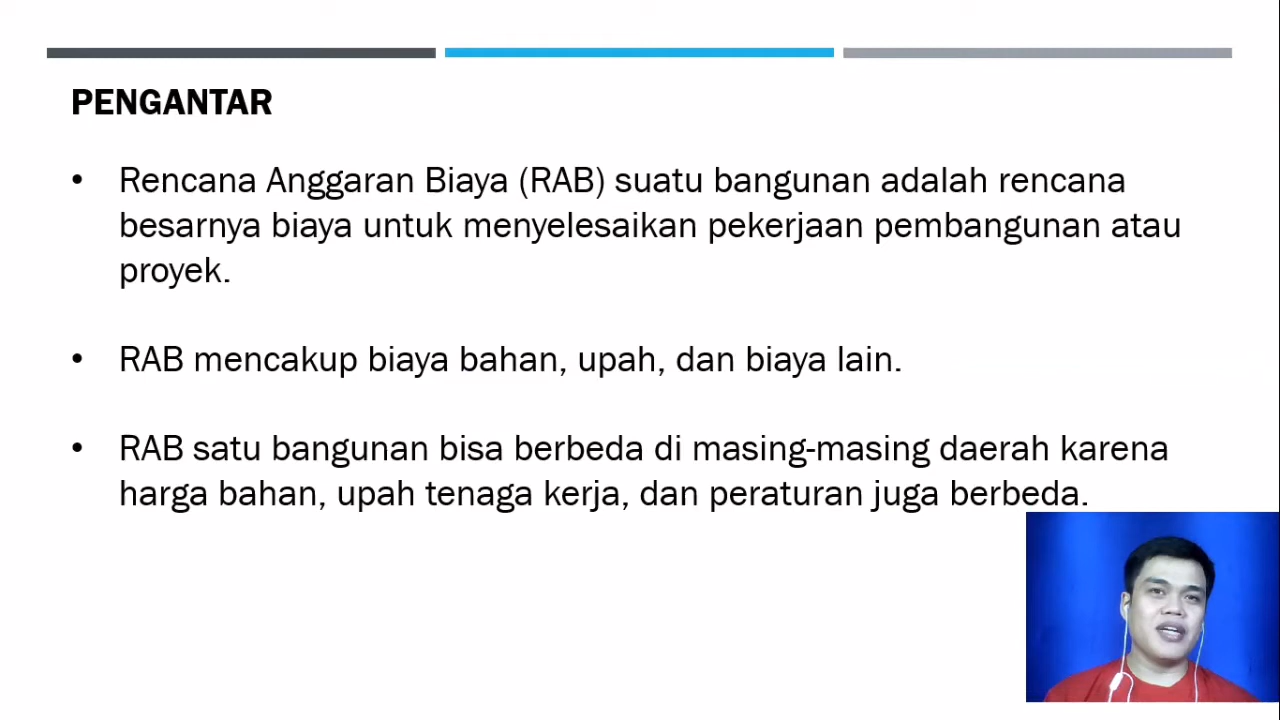 PENGANTAR
• Rencana Anggaran Biaya (RAB) suatu bangunan adalah rencana
besarnya biaya untuk menyelesaikan pekerjaan pembangunan atau
proyek.
• RAB mencakup biaya bahan, upah, dan biaya lain.
• RAB satu bangunan bisa berbeda di masing-masing daerah karena
harga bahan, upah tenaga kerja, dan peraturan juga berbeda.